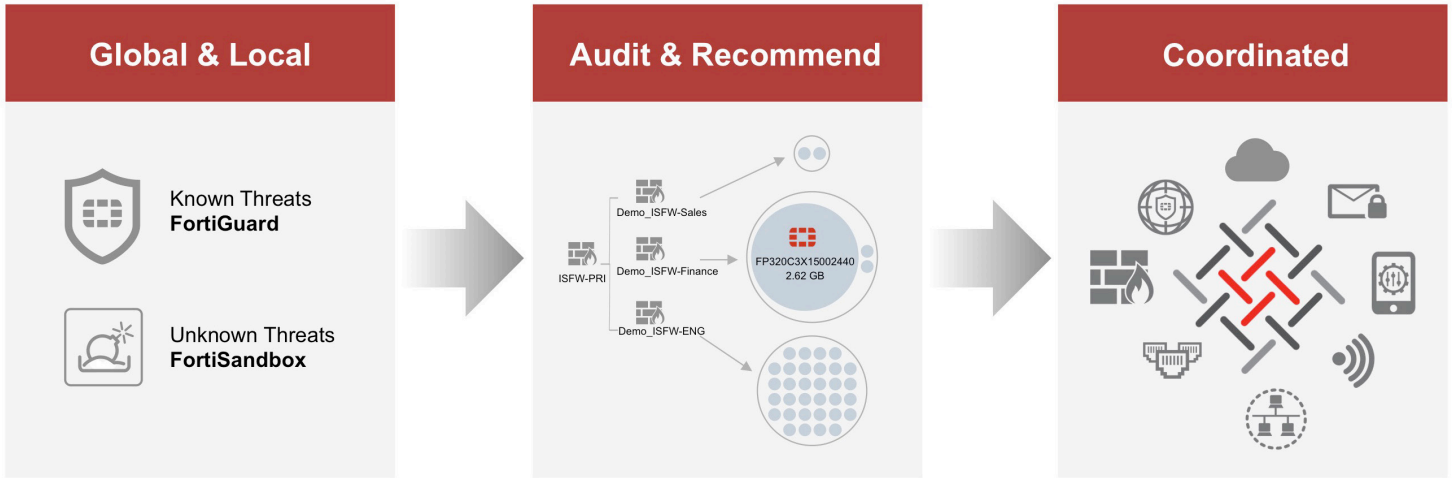 Global & Local
Known Threats
FortiGuard
Unknown Threats
FortiSandbox
Audit & Recommend
Demo_ISFW-Sales
ISFW-PRI
Demo_ISFW-Finance
FP320C3X15002440
2.62 GB
Demo_ISFW-ENG
Coordinated